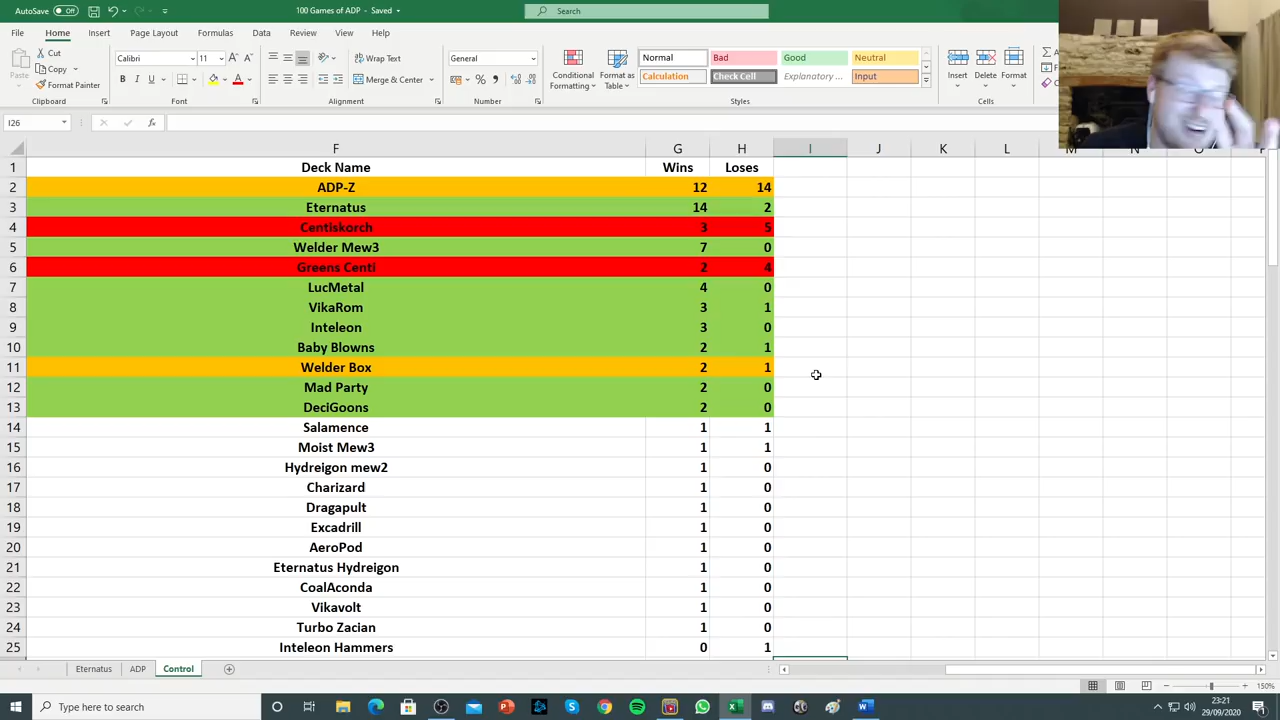 AutoSave Off 100 Games of ADP - Saved Search
File Home Insert Page Layout Formulas Data Review View Help
Paste Cut Copy Format Painter Clipboard
Calibri 11 A A B I U A Font
ab Wrap Text Merge & Center Alignment
General % Number
Conditional Formatting Format as Table
Normal Bad Good Neutral
Calculation Check Cell Explanatory ... Input
Styles
Insert Delete Format Cells
I26 fx
F G H I J K L M N O
1 Deck Name Wins Loses
2 ADP-Z 12 14
3 Eternatus 14 2
4 Centiskorch 3 5
5 Welder Mew3 7 0
6 Greens Centi 2 4
7 LucMetal 4 0
8 VikaRom 3 1
9 Inteleon 3 0
10 Baby Blowns 2 1
11 Welder Box 2 1
12 Mad Party 2 0
13 DeciGoons 2 0
14 Salamence 1 1
15 Moist Mew3 1 1
16 Hydreigon mew2 1 0
17 Charizard 1 0
18 Dragapult 1 0
19 Excadrill 1 0
20 AeroPod 1 0
21 Eternatus Hydreigon 1 0
22 CoalAconda 1 0
23 Vikavolt 1 0
24 Turbo Zacian 1 0
25 Inteleon Hammers 0 1
Eternatus ADP Control
150%
Type here to search
23:21
29/09/2020